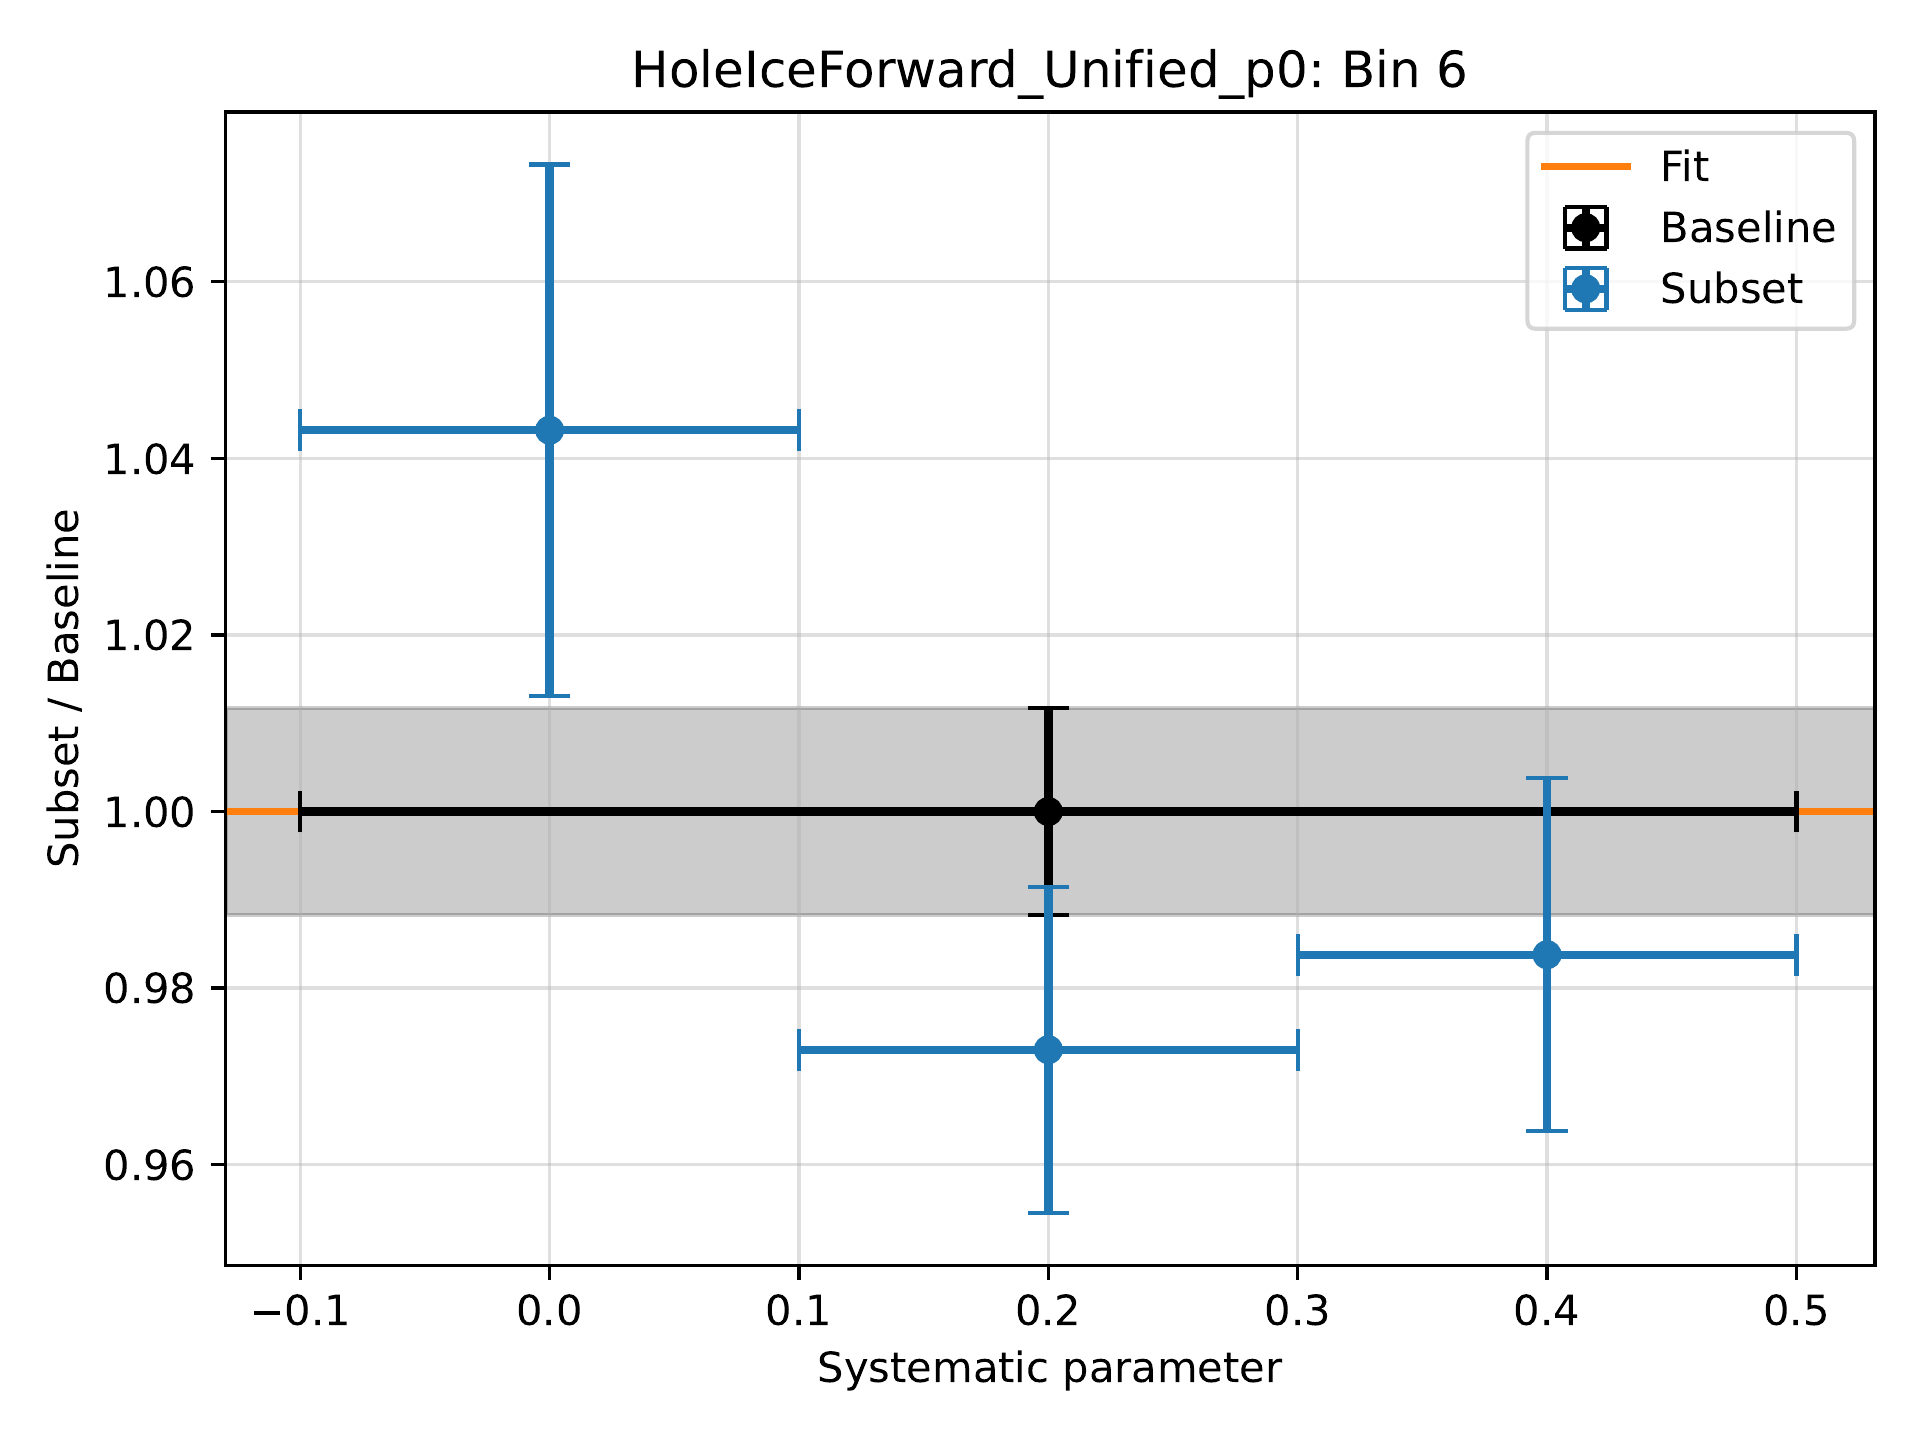 HoleIceForward_Unified_p0: Bin 6
Fit
Baseline
Subset
Subset / Baseline
1.06
1.04
1.02
1.00
0.98
0.96
−0.1 0.0 0.1 0.2 0.3 0.4 0.5
Systematic parameter